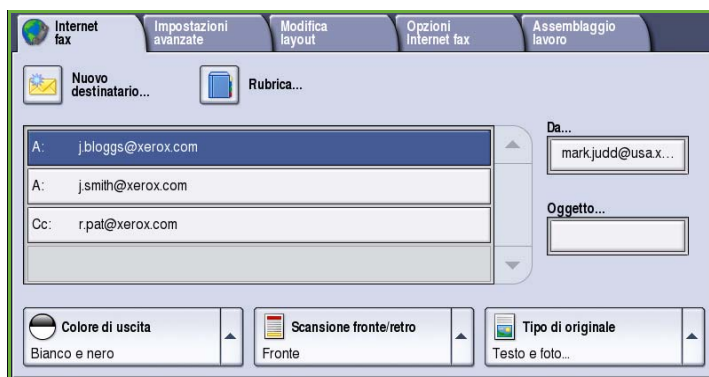 Internet fax
Impostazioni avanzate
Modifica layout
Opzioni Internet fax
Assemblaggio lavoro
Nuovo destinatario...
Rubrica...
A: j.bloggs@xerox.com
A: j.smith@xerox.com
Cc: r.pat@xerox.com
Da...
mark.judd@usa.x...
Oggetto...
Colore di uscita
Bianco e nero
Scansione fronte/retro
Fronte
Tipo di originale
Testo e foto...